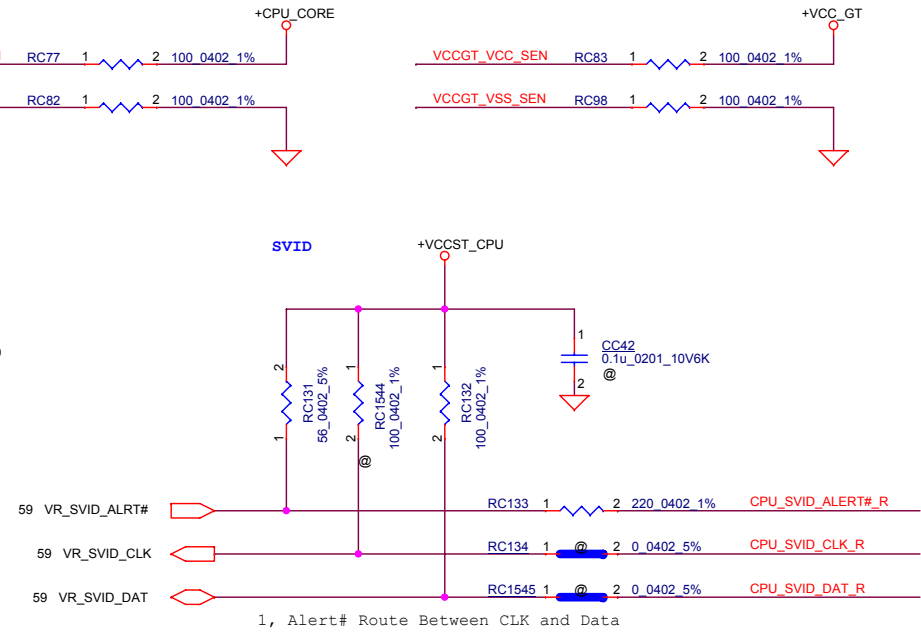 +CPU_CORE
+VCC_GT
RC77 1 2 100_0402_1%
VCCGT_VCC_SEN RC83 1 2 100_0402_1%
RC82 1 2 100_0402_1%
VCCGT_VSS_SEN RC98 1 2 100_0402_1%
SVID
+VCCST_CPU
2 RC131 56_0402_5% 1
1 RC1544 100_0402_1% 2
@
1 RC132 100_0402_1% 2
1
CC42
0.1u_0201_10V6K
@
2
59 VR_SVID_ALRT# RC133 1 2 220_0402_1% CPU_SVID_ALERT#_R
59 VR_SVID_CLK RC134 1 @ 2 0_0402_5% CPU_SVID_CLK_R
59 VR_SVID_DAT RC1545 1 @ 2 0_0402_5% CPU_SVID_DAT_R
1, Alert# Route Between CLK and Data